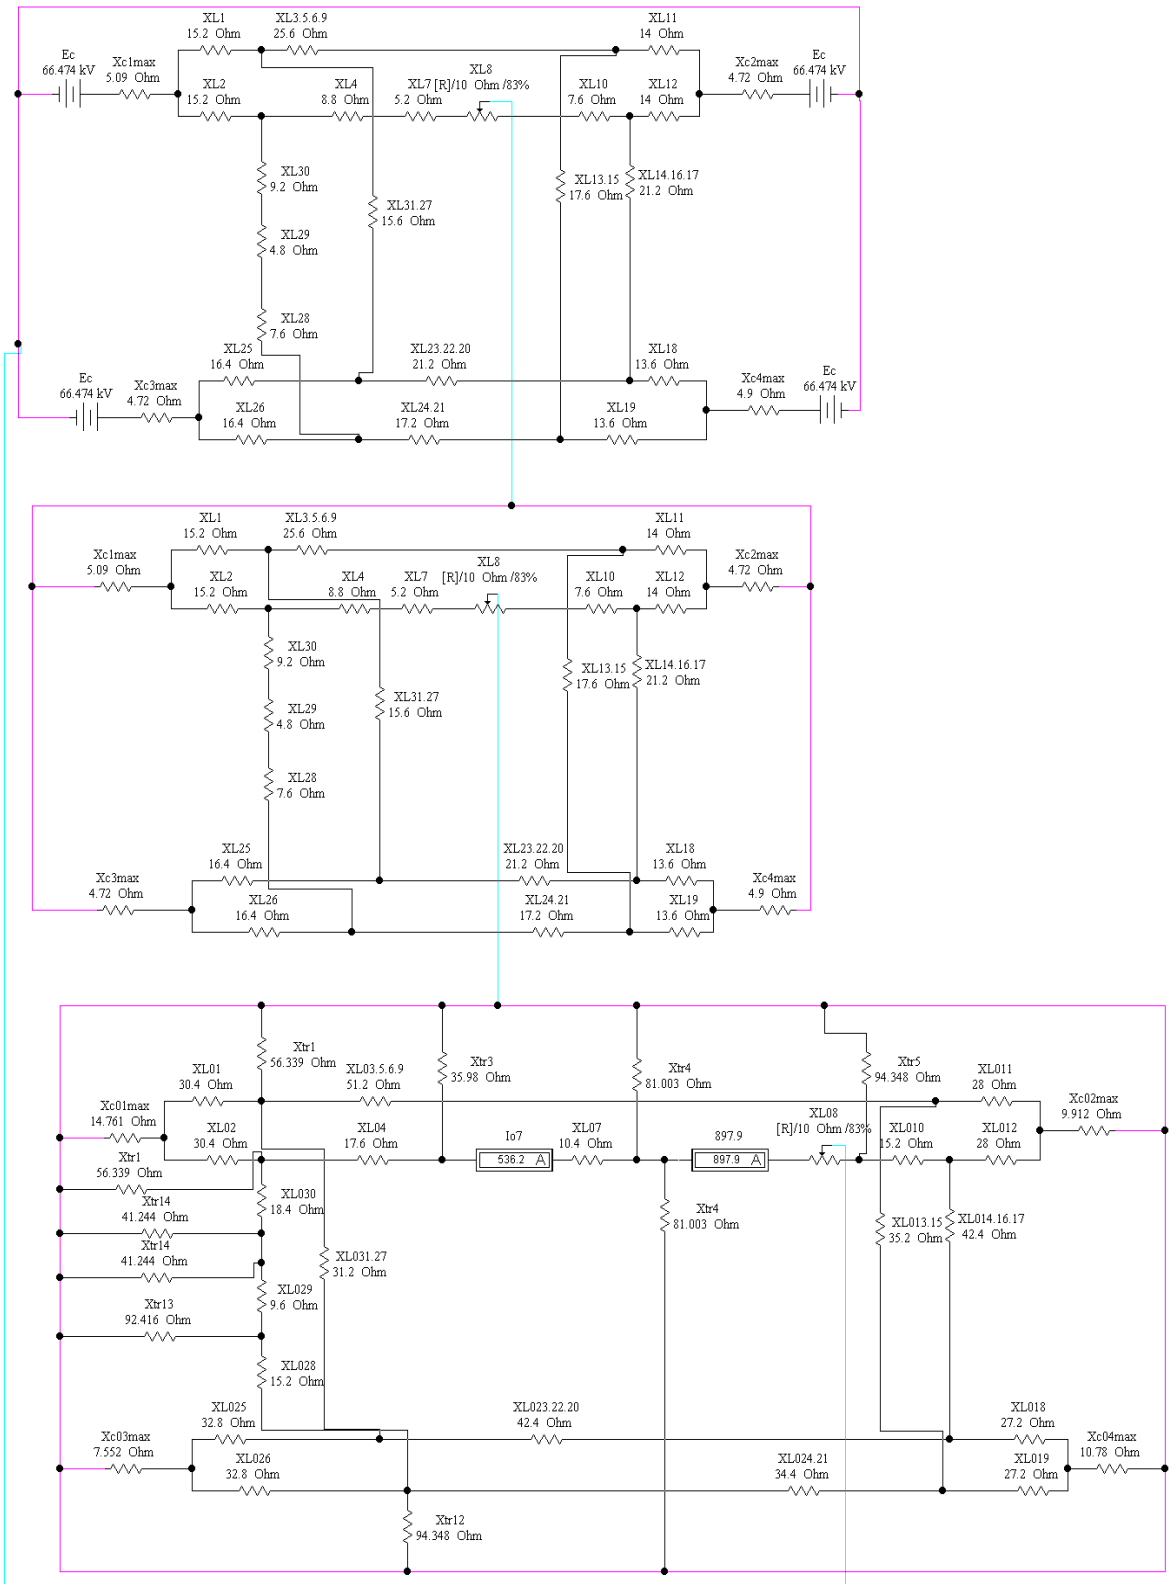 XL1
15.2 Ohm
XL3.5.6.9
25.6 Ohm
XL11
14 Ohm
Ec
66.474 kV
Xc1max
5.09 Ohm
XL2
15.2 Ohm
XL4
8.8 Ohm
XL7
5.2 Ohm
XL8
[R]/10 Ohm /83%
XL10
7.6 Ohm
XL12
14 Ohm
Xc2max
4.72 Ohm
Ec
66.474 kV
XL30
9.2 Ohm
XL31.27
15.6 Ohm
XL13.15
17.6 Ohm
XL14.16.17
21.2 Ohm
XL29
4.8 Ohm
XL28
7.6 Ohm
XL25
16.4 Ohm
XL23.22.20
21.2 Ohm
XL18
13.6 Ohm
Ec
66.474 kV
Xc3max
4.72 Ohm
XL26
16.4 Ohm
XL24.21
17.2 Ohm
XL19
13.6 Ohm
Xc4max
4.9 Ohm
Ec
66.474 kV
XL1
15.2 Ohm
XL3.5.6.9
25.6 Ohm
XL11
14 Ohm
Xc1max
5.09 Ohm
XL2
15.2 Ohm
XL4
8.8 Ohm
XL7
5.2 Ohm
XL8
[R]/10 Ohm /83%
XL10
7.6 Ohm
XL12
14 Ohm
Xc2max
4.72 Ohm
XL30
9.2 Ohm
XL31.27
15.6 Ohm
XL13.15
17.6 Ohm
XL14.16.17
21.2 Ohm
XL29
4.8 Ohm
XL28
7.6 Ohm
XL25
16.4 Ohm
XL23.22.20
21.2 Ohm
XL18
13.6 Ohm
Xc3max
4.72 Ohm
XL26
16.4 Ohm
XL24.21
17.2 Ohm
XL19
13.6 Ohm
Xc4max
4.9 Ohm
Xtr1
56.339 Ohm
Xtr3
35.98 Ohm
Xtr4
81.003 Ohm
Xtr5
94.348 Ohm
XL01
30.4 Ohm
XL03.5.6.9
51.2 Ohm
XL011
28 Ohm
Xc01max
14.761 Ohm
XL02
30.4 Ohm
XL04
17.6 Ohm
Io7
536.2 A
XL07
10.4 Ohm
897.9
897.9 A
XL08
[R]/10 Ohm /83%
XL010
15.2 Ohm
XL012
28 Ohm
Xc02max
9.912 Ohm
Xtr1
56.339 Ohm
XL030
18.4 Ohm
Xtr14
41.244 Ohm
Xtr4
81.003 Ohm
XL013.15
35.2 Ohm
XL014.16.17
42.4 Ohm
XL031.27
31.2 Ohm
Xtr14
41.244 Ohm
XL029
9.6 Ohm
Xtr13
92.416 Ohm
XL028
15.2 Ohm
XL025
32.8 Ohm
XL023.22.20
42.4 Ohm
XL018
27.2 Ohm
Xc03max
7.552 Ohm
XL026
32.8 Ohm
XL024.21
34.4 Ohm
XL019
27.2 Ohm
Xc04max
10.78 Ohm
Xtr12
94.348 Ohm